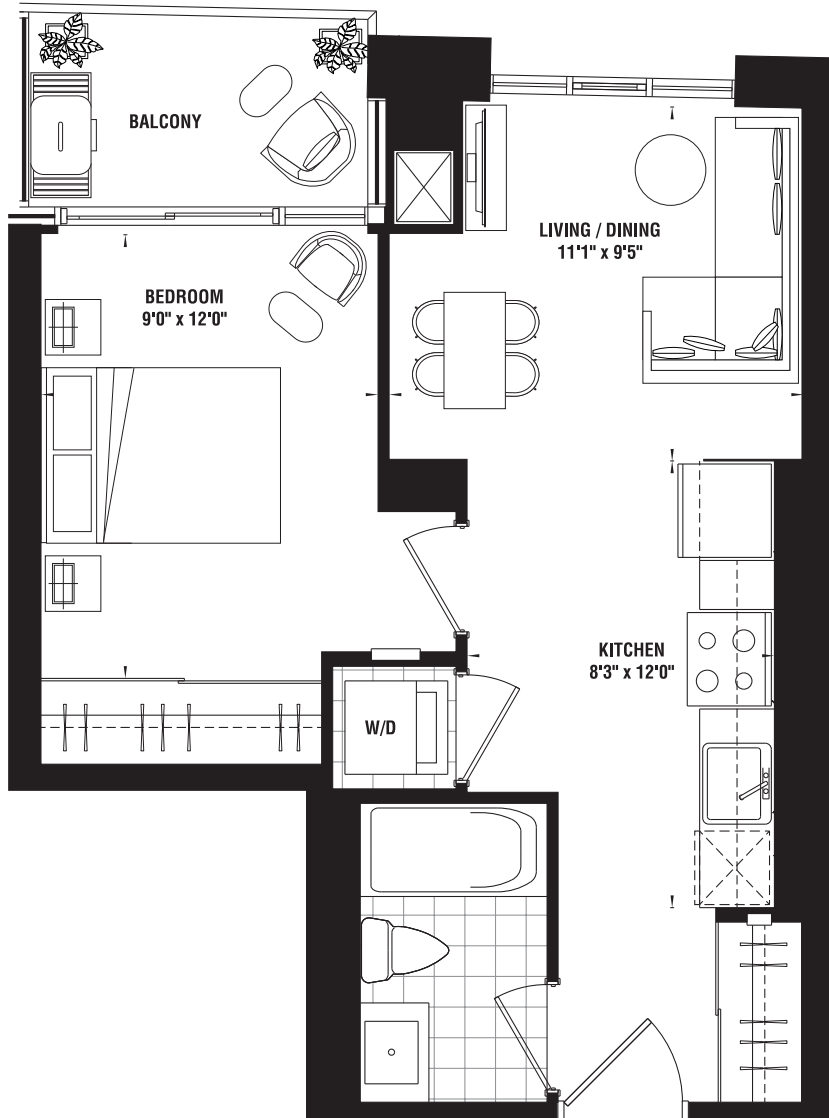 BALCONY
LIVING / DINING
11'1" x 9'5"
BEDROOM
9'0" x 12'0"
KITCHEN
8'3" x 12'0"
W/D